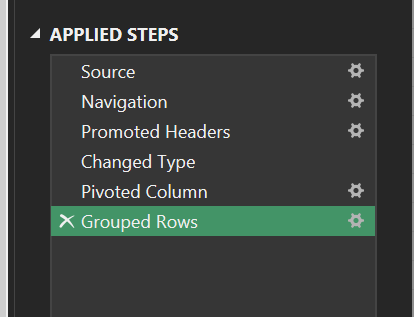 APPLIED STEPS
Source
Navigation
Promoted Headers
Changed Type
Pivoted Column
Grouped Rows